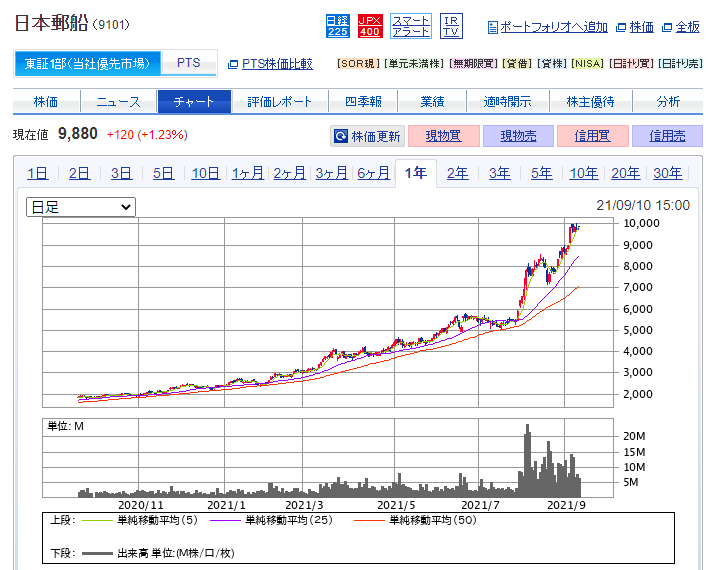 日本郵船 (9101)
日経 225 JPX 400 スマート アラート IR TV ポートフォリオへ追加 株価 全板
東証1部(当社優先市場) PTS PTS株価比較 [SOR現] [単元未満株] [無期限買] [貸借] [貸株] [NISA] [日計り買] [日計り売]
株価 ニュース チャート 評価レポート 四季報 業績 適時開示 株主優待 分析
現在値 9,880 +120 (+1.23%) 株価更新 現物買 現物売 信用買 信用売
1日 2日 3日 5日 10日 1ヶ月 2ヶ月 3ヶ月 6ヶ月 1年 2年 3年 5年 10年 20年 30年
日足 21/09/10 15:00
10,000
9,000
8,000
7,000
6,000
5,000
4,000
3,000
2,000
単位: M
20M
15M
10M
5M
2020/11 2021/1 2021/3 2021/5 2021/7 2021/9
上段: 単純移動平均(5) 単純移動平均(25) 単純移動平均(50)
下段: 出来高 単位:(M株/口/枚)